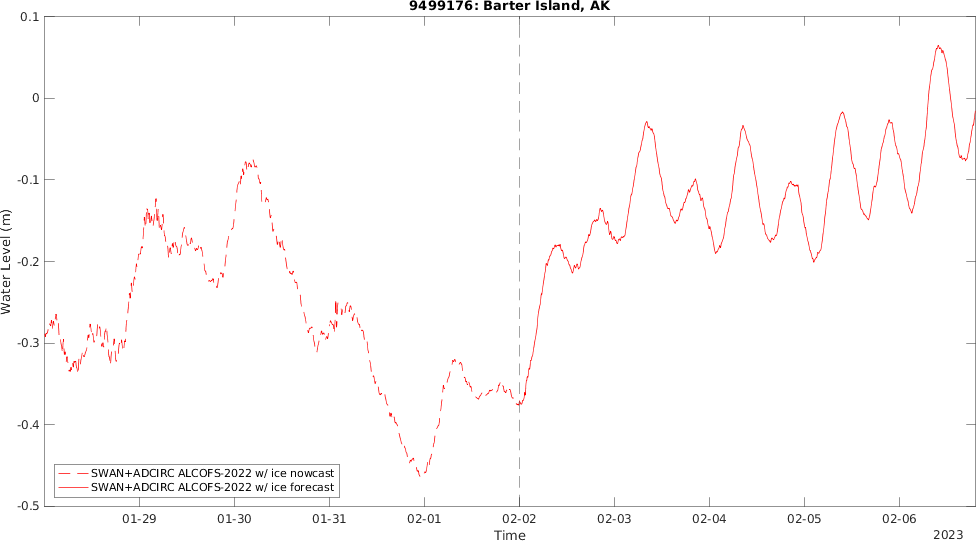 9499176: Barter Island, AK
0.1
0
-0.1
-0.2
-0.3
-0.4
-0.5
Water Level (m)
SWAN+ADCIRC ALCOFS-2022 w/ ice nowcast
SWAN+ADCIRC ALCOFS-2022 w/ ice forecast
01-29 01-30 01-31 02-01 02-02 02-03 02-04 02-05 02-06
Time
2023